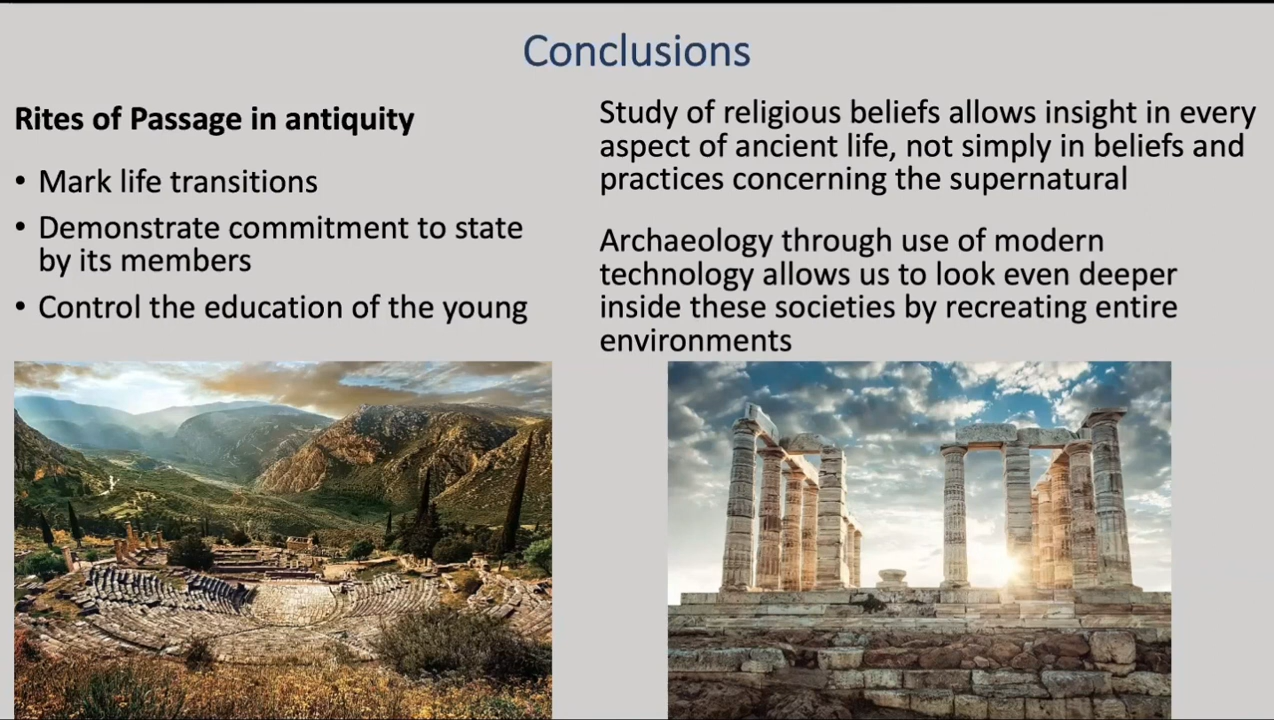 Conclusions
Rites of Passage in antiquity
• Mark life transitions
• Demonstrate commitment to state
by its members
• Control the education of the young
Study of religious beliefs allows insight in every
aspect of ancient life, not simply in beliefs and
practices concerning the supernatural
Archaeology through use of modern
technology allows us to look even deeper
inside these societies by recreating entire
environments